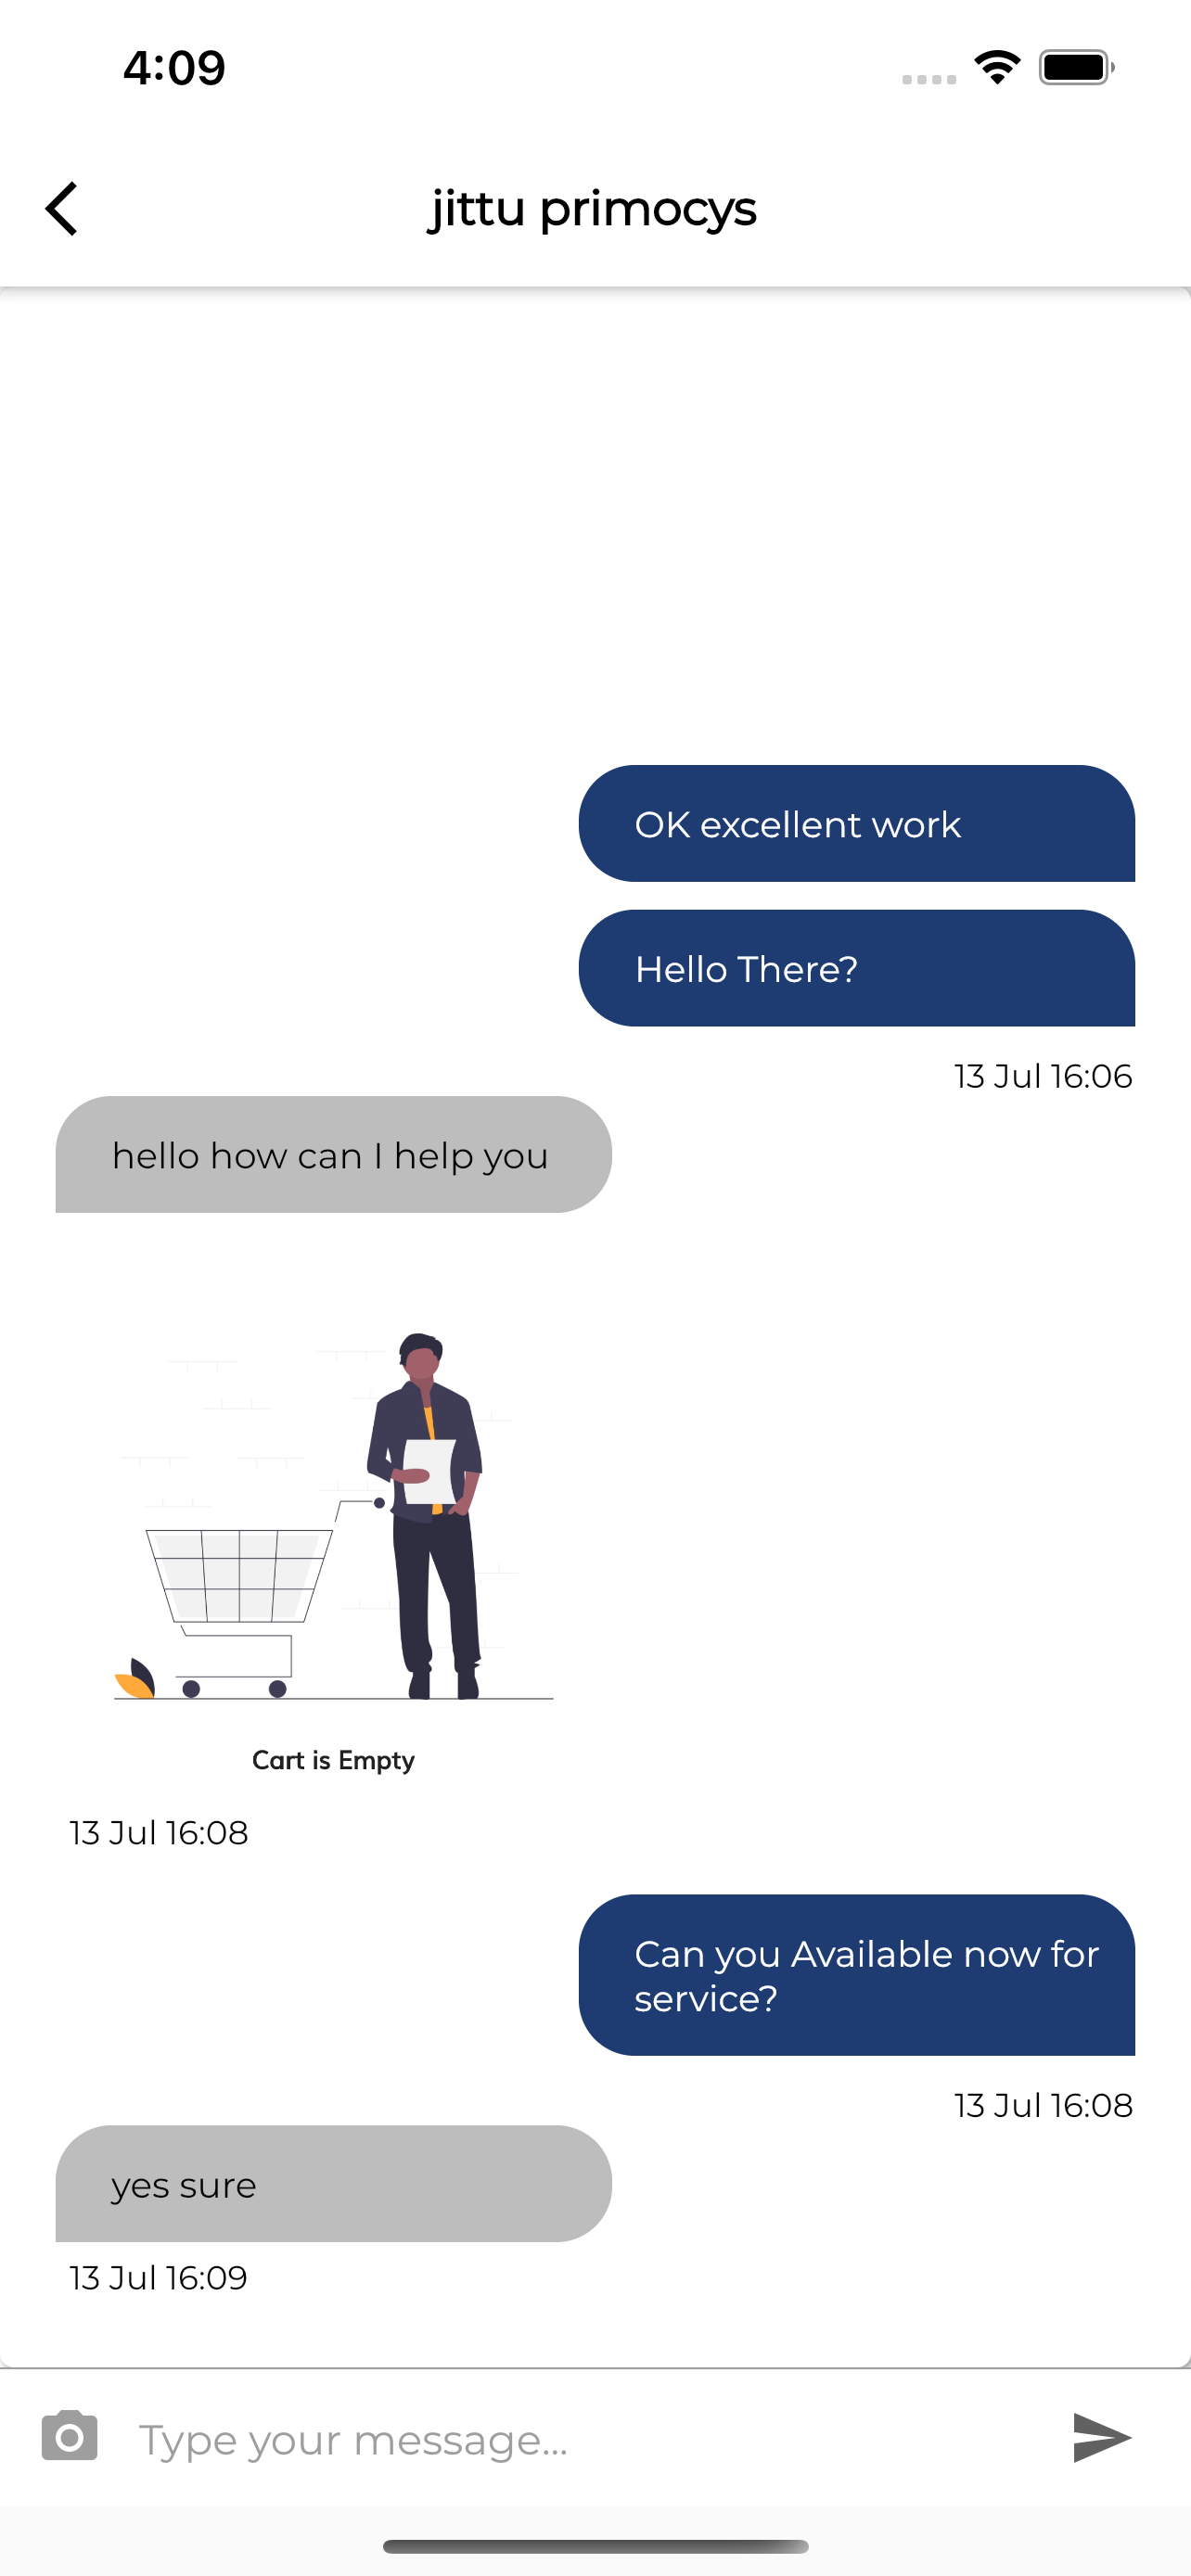 4:09
jittu primocys
OK excellent work
Hello There?
13 Jul 16:06
hello how can I help you
Cart is Empty
13 Jul 16:08
Can you Available now for
service?
13 Jul 16:08
yes sure
13 Jul 16:09
Type your message...